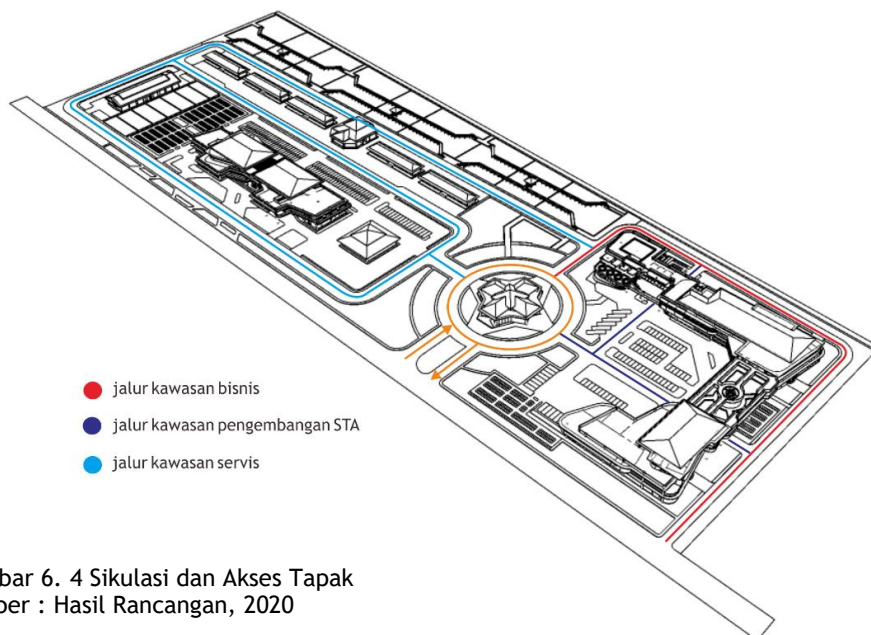 jalur kawasan bisnis
jalur kawasan pengembangan STA
jalur kawasan servis
bar 6. 4 Sikulasi dan Akses Tapak
ber : Hasil Rancangan, 2020